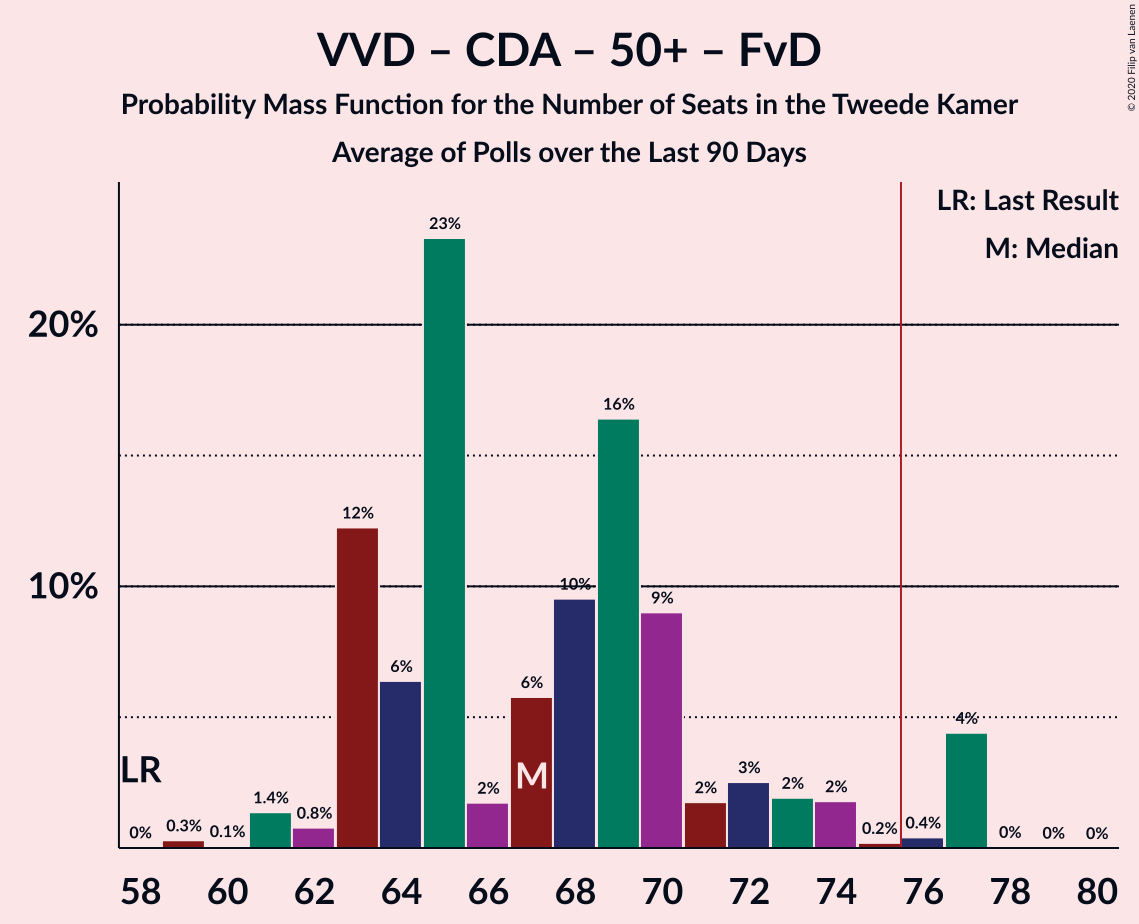 VVD – CDA – 50+ – FvD
Probability Mass Function for the Number of Seats in the Tweede Kamer
Average of Polls over the Last 90 Days
© 2020 Filip van Laenen
LR: Last Result
M: Median
20%
10%
LR
M
0%
0.3%
0.1%
1.4%
0.8%
12%
6%
23%
2%
6%
10%
16%
9%
2%
3%
2%
2%
0.2%
0.4%
4%
0%
0%
0%
58 60 62 64 66 68 70 72 74 76 78 80